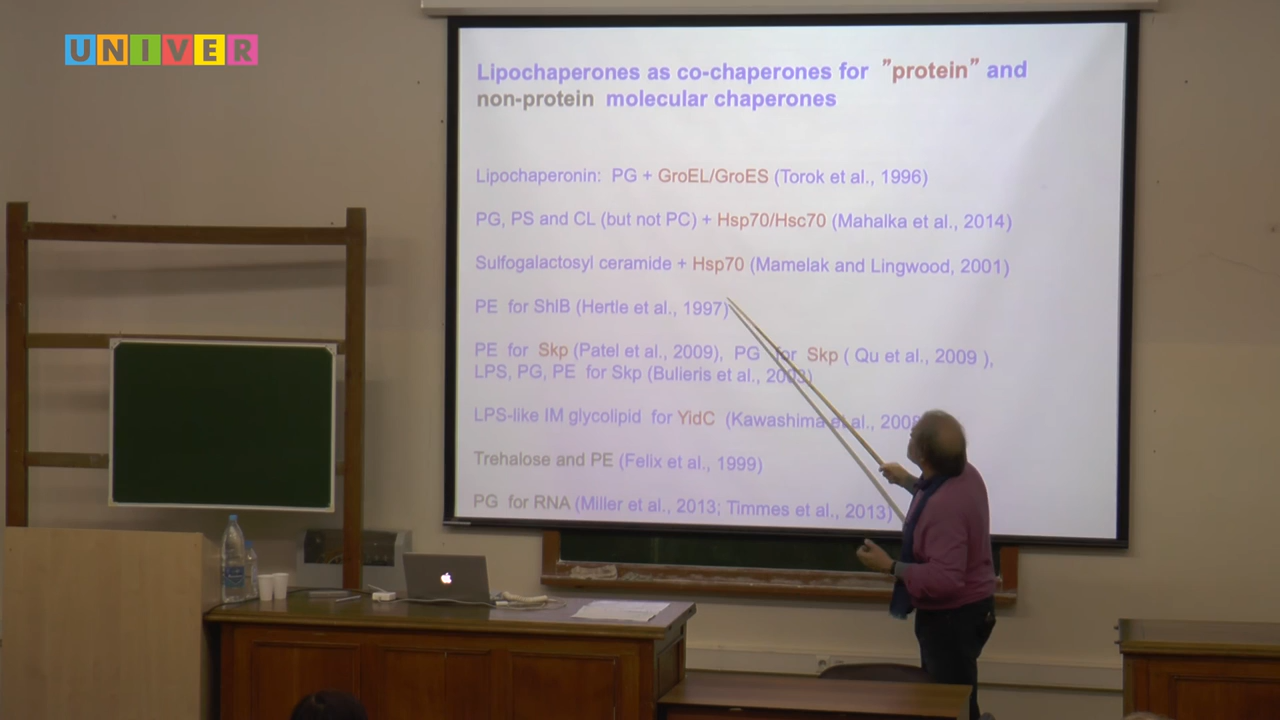 UNIVER
Lipochaperones as co-chaperones for ”protein” and
non-protein molecular chaperones
Lipochaperonin: PG + GroEL/GroES (Torok et al., 1996)
PG, PS and CL (but not PC) + Hsp70/Hsc70 (Mahalka et al., 2014)
Sulfogalactosyl ceramide + Hsp70 (Mamelak and Lingwood, 2001)
PE for ShlB (Hertle et al., 1997)
PE for Skp (Patel et al., 2009), PG for Skp ( Qu et al., 2009 ),
LPS, PG, PE for Skp (Bulieris et al., 2003)
LPS-like IM glycolipid for YidC (Kawashima et al., 2008
Trehalose and PE (Felix et al., 1999)
PG for RNA (Miller et al., 2013; Timmes et al., 2013)